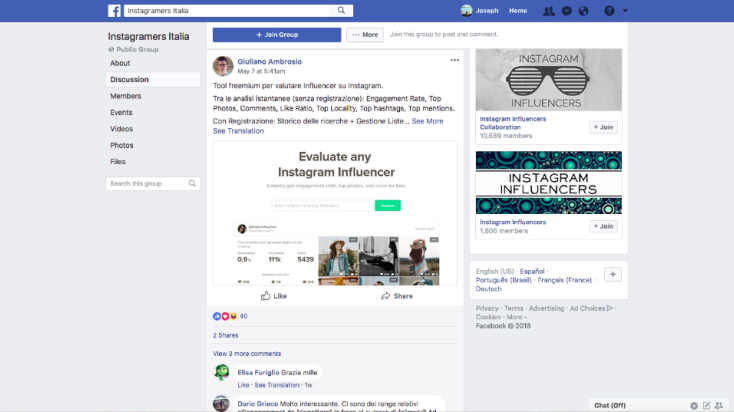 Instagramers Italia
Joseph
Home
Instagramers Italia
Public Group
About
Discussion
Members
Events
Videos
Photos
Files
Search this group
+ Join Group
··· More
Join this group to post and comment.
Giuliano Ambrosio
May 7 at 5:41am
Tool freemium per valutare Influencer su Instagram.
Tra le analisi istantanee (senza registrazione): Engagement Rate, Top
Photos, Comments, Like Ratio, Top Locality, Top hashtags, Top mentions.
Con Registrazione: Storico delle ricerche + Gestione Liste... See More
See Translation
Evaluate any
Instagram Influencer
Instantly get engagement stats, top photos, and more for free.
0.9%
111k
5439
Like
Share
40
2 Shares
View 3 more comments
Elisa Furiglio Grazie mille
Like · See Translation · 1w
Dario Grieco Molto interessante. Ci sono dei range relativi
INSTAGRAM
INFLUENCERS
Instagram Influencers
Collaboration
10,689 members
+ Join
INSTAGRAM
INFLUENCERS
Instagram Influencers
1,806 members
+ Join
English (US) · Español ·
Português (Brasil) · Français (France) ·
Deutsch
+
Privacy · Terms · Advertising · Ad Choices ·
Cookies · More
Facebook © 2018
Chat (Off)